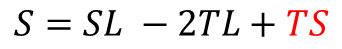 S = SL − 2TL + TS